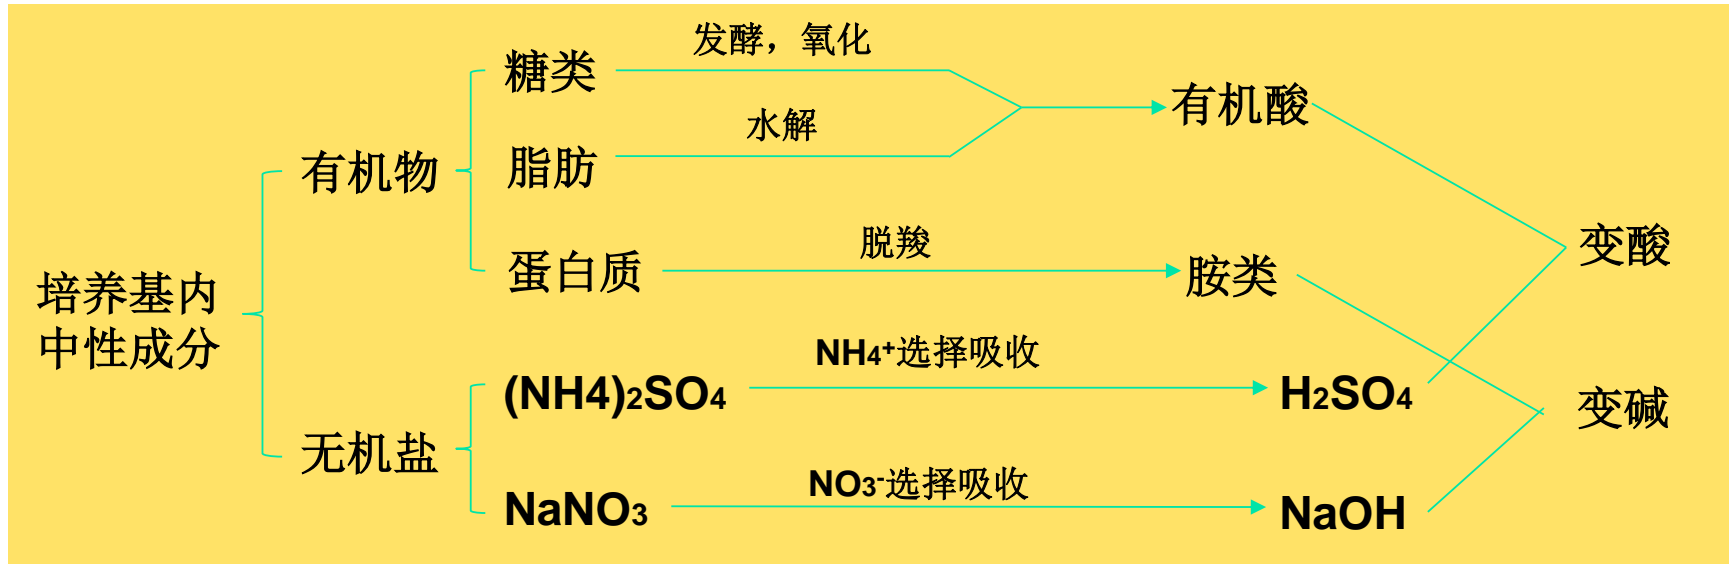 发酵，氧化
糖类
有机酸
水解
脂肪
有机物
脱羧
变酸
蛋白质
胺类
培养基内
中性成分
NH4+选择吸收
(NH4)2SO4
H2SO4
变碱
无机盐
NO3-选择吸收
NaNO3
NaOH